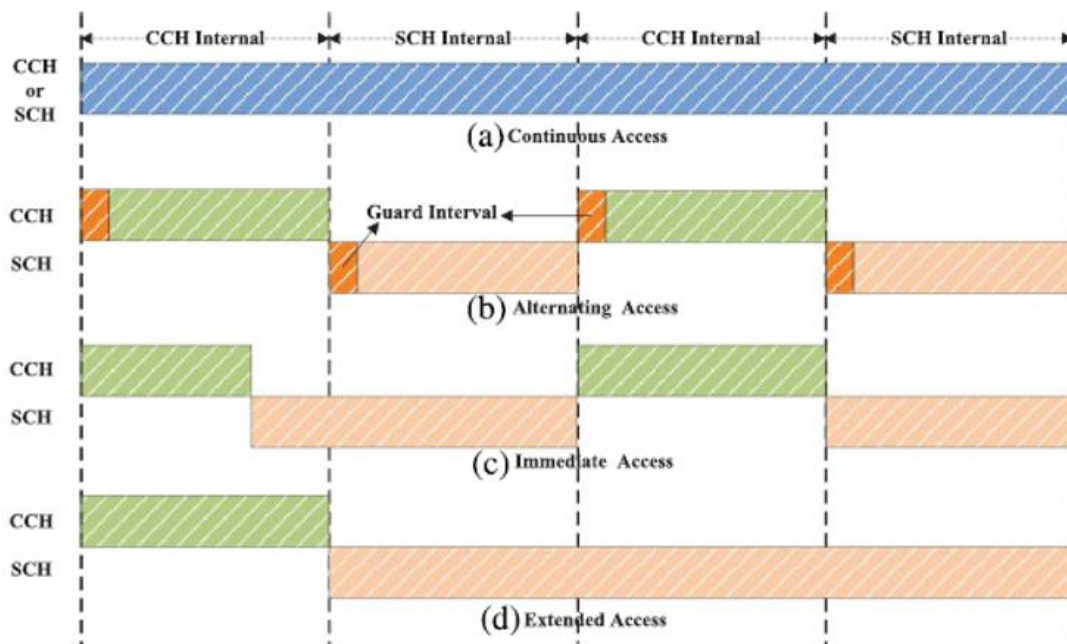 CCH Internal SCH Internal CCH Internal SCH Internal
CCH
or
SCH
(a) Continuous Access
CCH
Guard Interval
SCH
(b) Alternating Access
CCH
SCH
(c) Immediate Access
CCH
SCH
(d) Extended Access